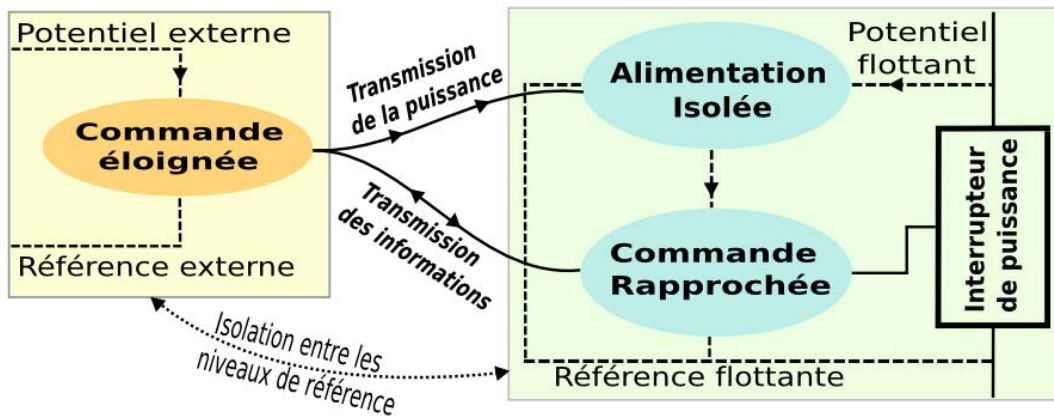 Potentiel externe
Commande
éloignée
Référence externe
Transmission
de la puissance
Transmission
des informations
Isolation entre les
niveaux de référence
Alimentation
Isolée
Potentiel
flottant
Commande
Rapprochée
Interrupteur
de puissance
Référence flottante